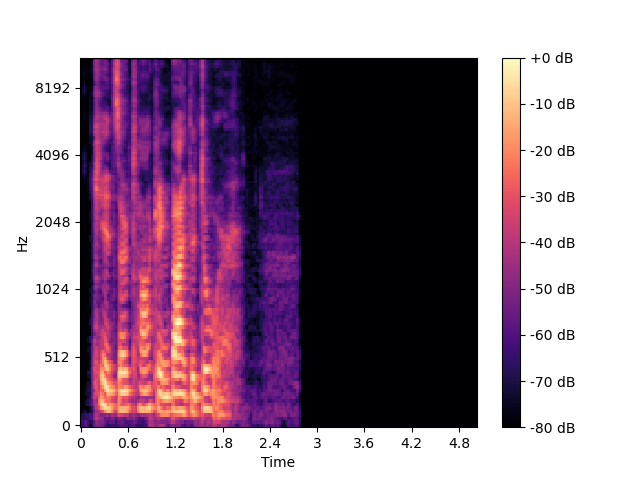 +0 dB
8192
-10 dB
4096
-20 dB
-30 dB
2048
Hz
-40 dB
1024
-50 dB
-60 dB
512
-70 dB
0
-80 dB
0 0.6 1.2 1.8 2.4 3 3.6 4.2 4.8
Time